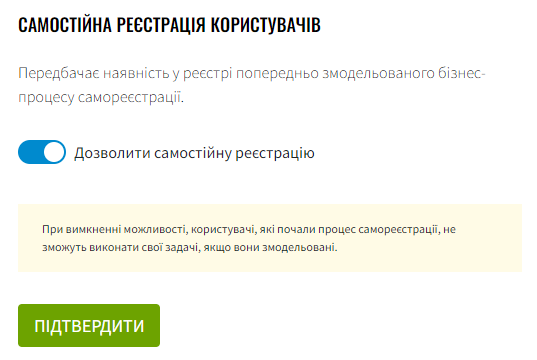 САМОСТІЙНА РЕЄСТРАЦІЯ КОРИСТУВАЧІВ
Передбачає наявність у реєстрі попередньо змодельованого бізнес-
процесу самореєстрації.
Дозволити самостійну реєстрацію
При вимкненні можливості, користувачі, які почали процес самореєстрації, не
зможуть виконати свої задачі, якщо вони змодельовані.
ПІДТВЕРДИТИ